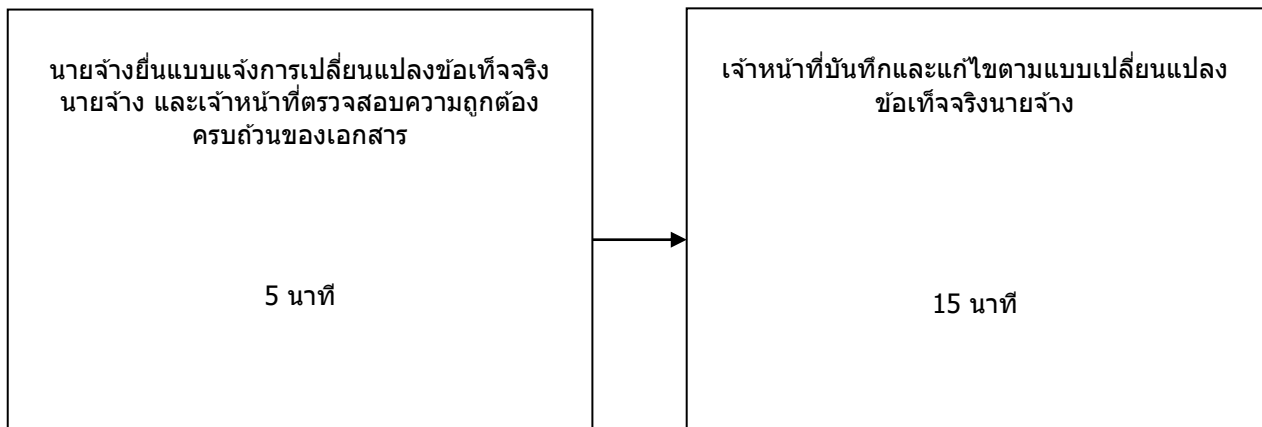 นายจ้างยื่นแบบแจ้งการเปลี่ยนแปลงข้อเท็จจริง
นายจ้าง และเจ้าหน้าที่ตรวจสอบความถูกต้อง
ครบถ้วนของเอกสาร
5 นาที
เจ้าหน้าที่บันทึกและแก้ไขตามแบบเปลี่ยนแปลง
ข้อเท็จจริงนายจ้าง
15 นาที